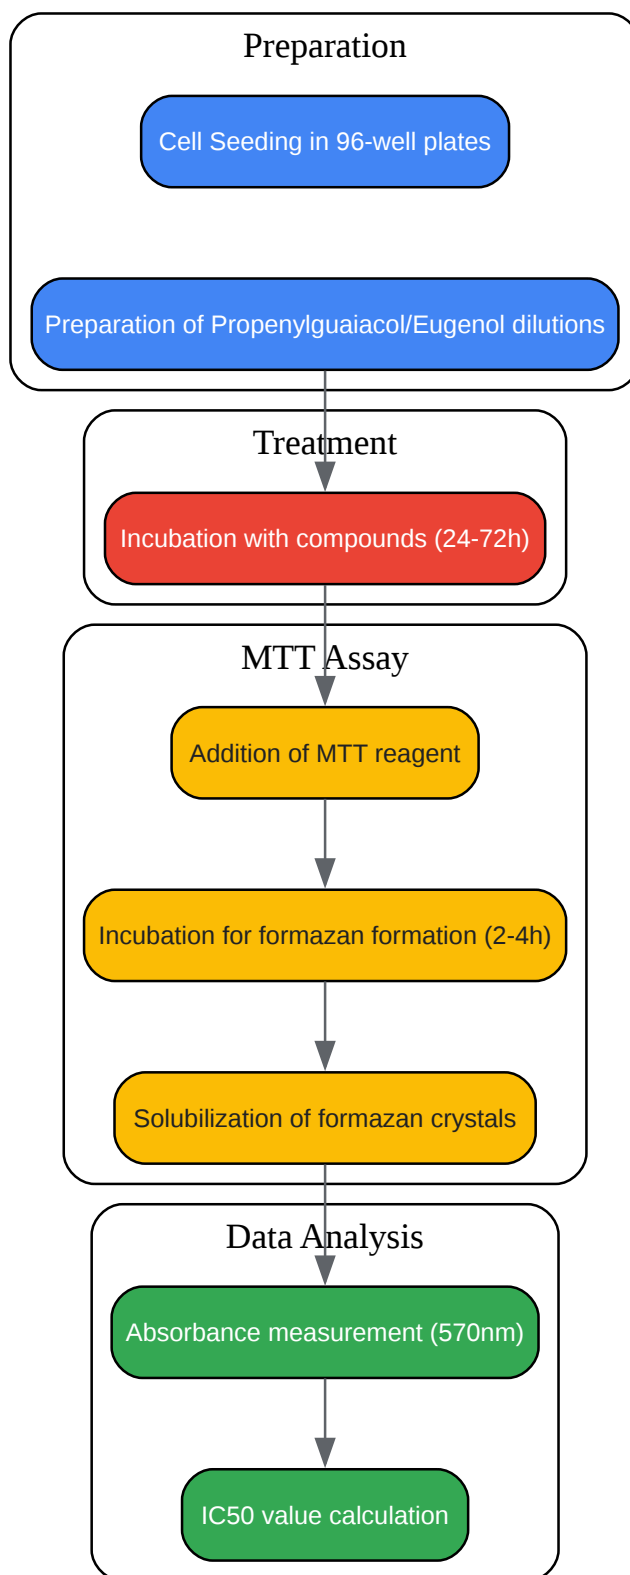 Preparation
Cell Seeding in 96-well plates
Preparation of Propenylguaiacol/Eugenol dilutions
Treatment
Incubation with compounds (24-72h)
MTT Assay
Addition of MTT reagent
Incubation for formazan formation (2-4h)
Solubilization of formazan crystals
Data Analysis
Absorbance measurement (570nm)
IC50 value calculation